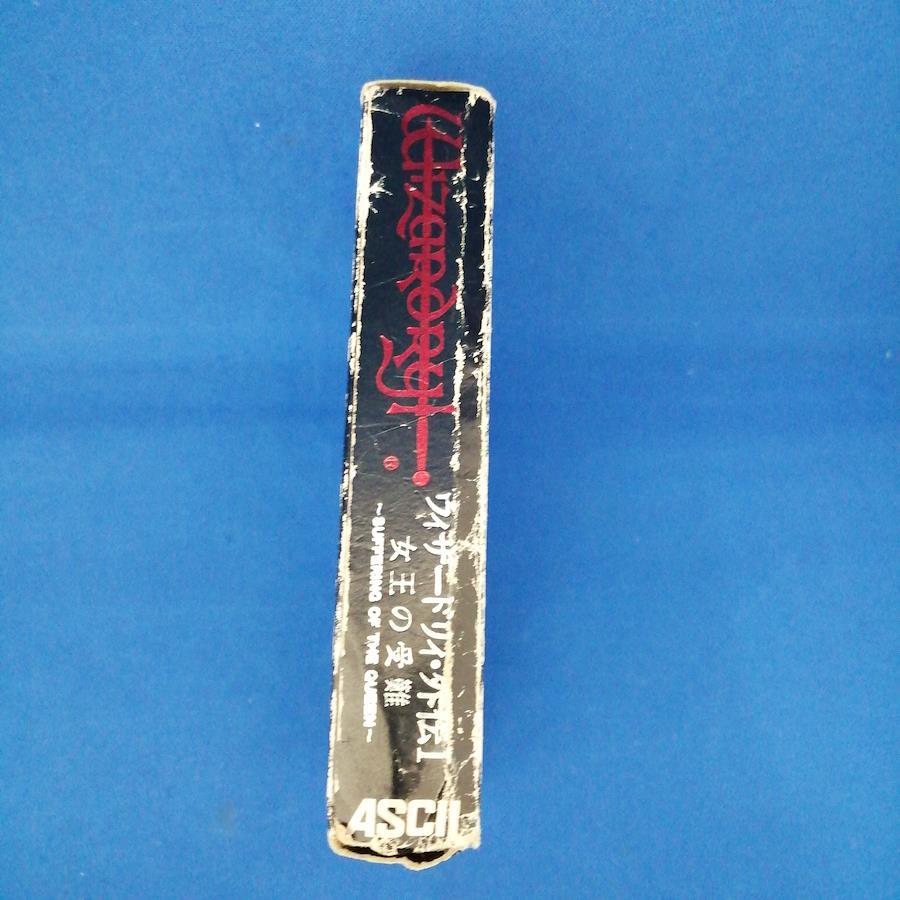 Wizardry
®
ウィザードリィ・外伝I
女王の受難
~SUFFERING OF THE QUEEN~
ASCII